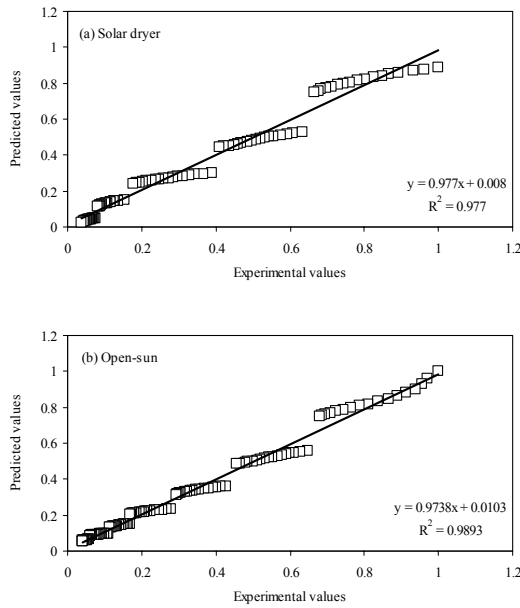 1.2
(a) Solar dryer
1
0.8
0.6
0.4
0.2
0
Predicted values
y = 0.977x + 0.008
R² = 0.977
0 0.2 0.4 0.6 0.8 1 1.2
Experimental values
1.2
(b) Open-sun
1
0.8
0.6
0.4
0.2
0
Predicted values
y = 0.9738x + 0.0103
R² = 0.9893
0 0.2 0.4 0.6 0.8 1 1.2
Experimental values